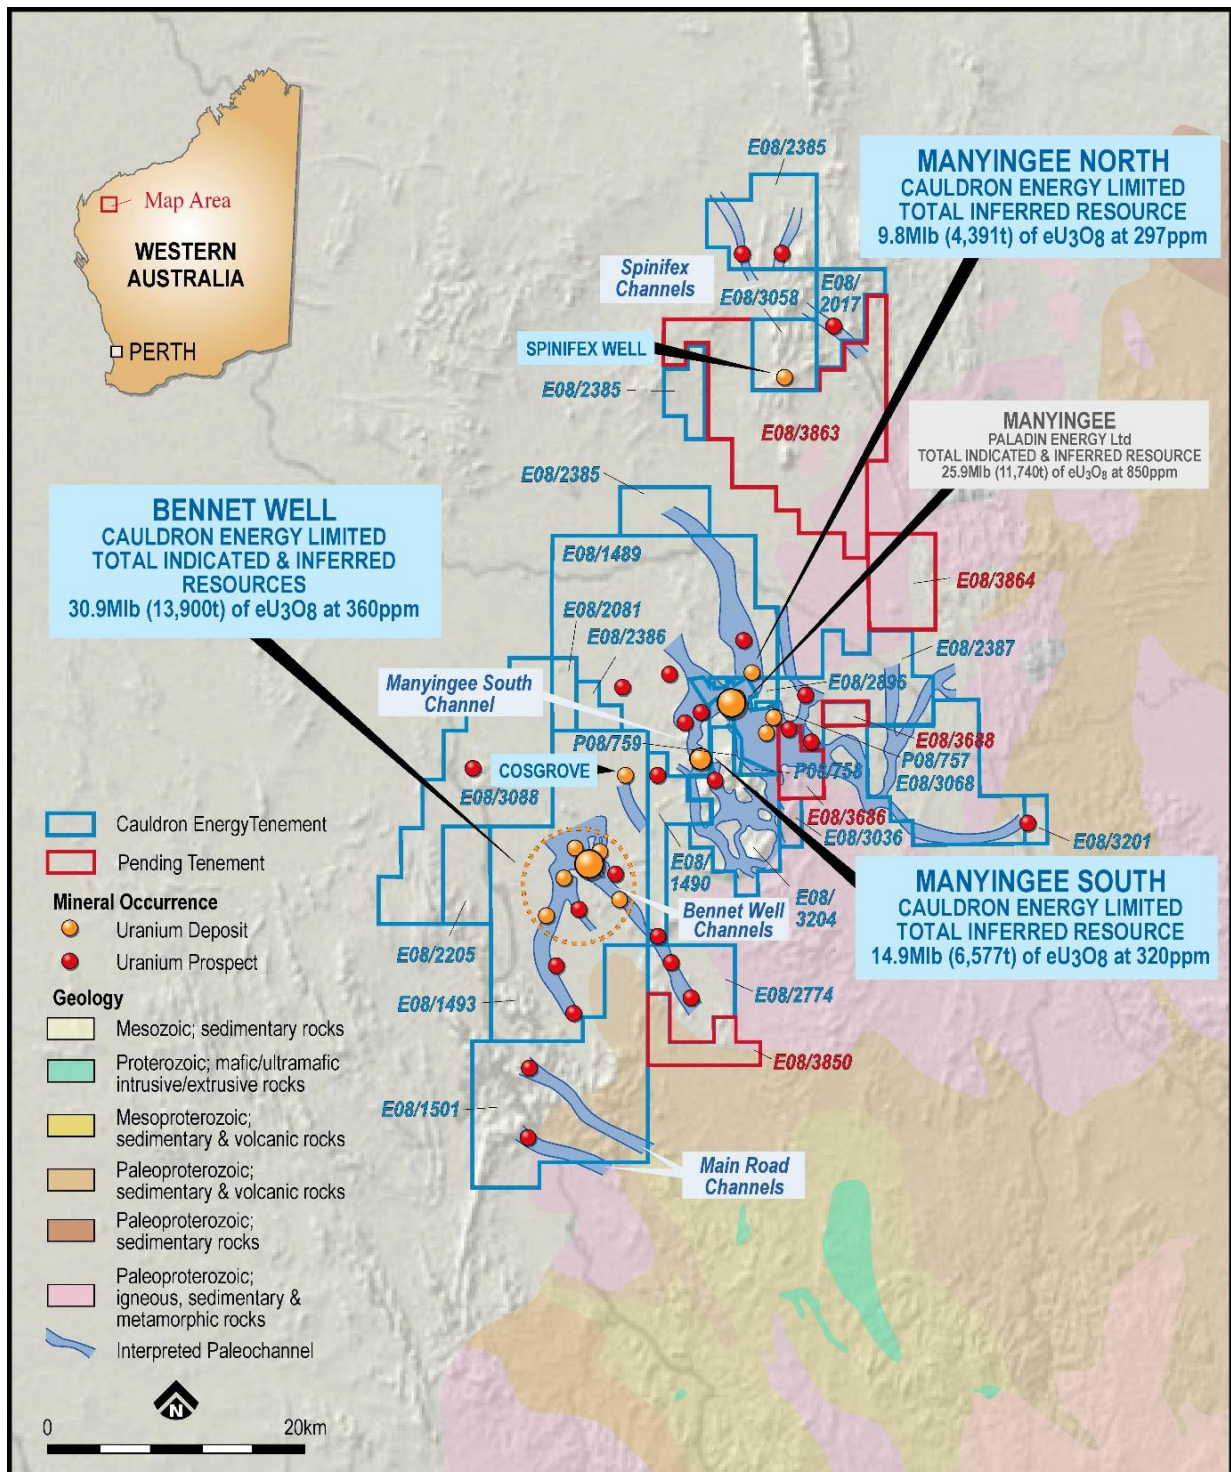 Map Area
WESTERN
AUSTRALIA
PERTH
E08/2385
MANYINGEE NORTH
CAULDRON ENERGY LIMITED
TOTAL INFERRED RESOURCE
9.8Mlb (4,391t) of eU3O8 at 297ppm
Spinifex
Channels
E08/3058
E08/
2017
SPINIFEX WELL
E08/2385
E08/3863
MANYINGEE
PALADIN ENERGY Ltd
TOTAL INDICATED & INFERRED RESOURCE
25.9Mlb (11,740t) of eU3O8 at 850ppm
E08/2385
BENNET WELL
CAULDRON ENERGY LIMITED
TOTAL INDICATED & INFERRED
RESOURCES
30.9Mlb (13,900t) of eU3O8 at 360ppm
E08/1489
E08/3864
E08/2081
E08/2386
E08/2387
Manyingee South
Channel
E08/2896
E08/3688
P08/759
P08/757
P08/758
COSGROVE
E08/3068
E08/3088
E08/3686
E08/3036
E08/3201
E08/
1490
E08/
3204
MANYINGEE SOUTH
CAULDRON ENERGY LIMITED
TOTAL INFERRED RESOURCE
14.9Mlb (6,577t) of eU3O8 at 320ppm
Bennet Well
Channels
E08/2205
E08/1493
E08/2774
E08/3850
E08/1501
Main Road
Channels
Cauldron EnergyTenement
Pending Tenement
Mineral Occurrence
Uranium Deposit
Uranium Prospect
Geology
Mesozoic; sedimentary rocks
Proterozoic; mafic/ultramafic
intrusive/extrusive rocks
Mesoproterozoic;
sedimentary & volcanic rocks
Paleoproterozoic;
sedimentary & volcanic rocks
Paleoproterozoic;
sedimentary rocks
Paleoproterozoic;
igneous, sedimentary &
metamorphic rocks
Interpreted Paleochannel
N
0 20km